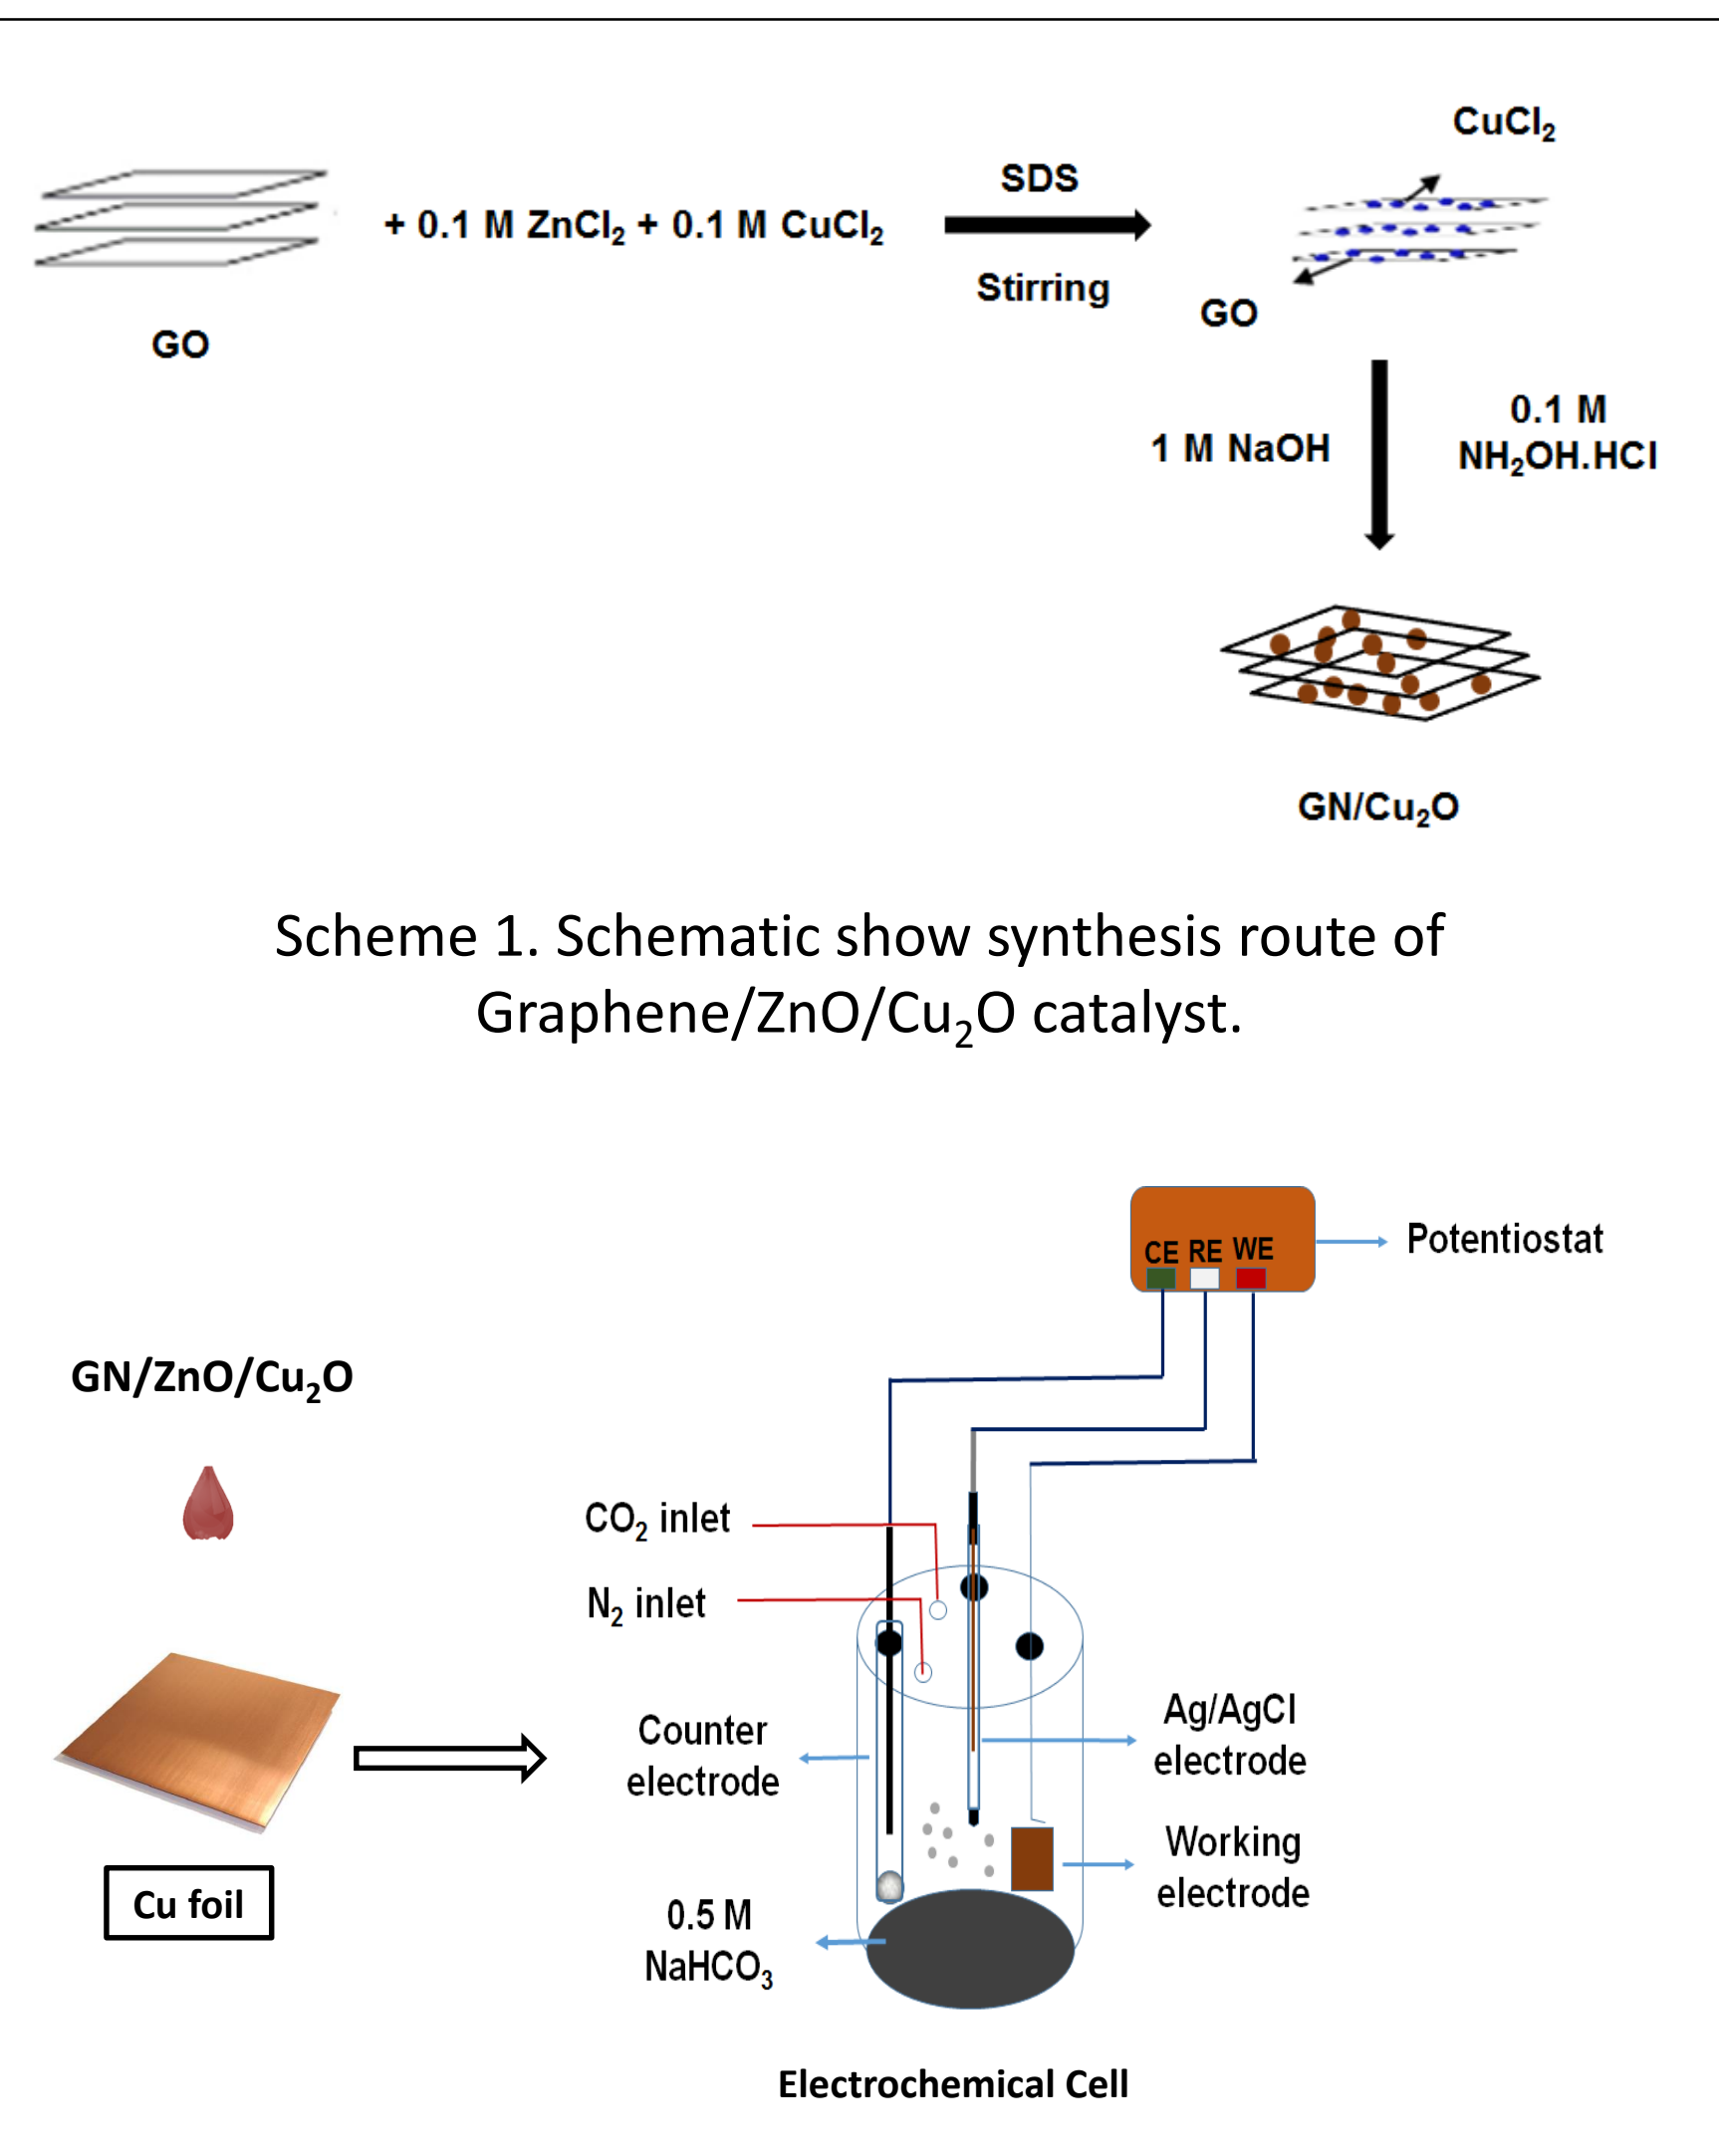 CuCl₂
SDS
+ 0.1 M ZnCl₂ + 0.1 M CuCl₂
Stirring
GO
GO
0.1 M
1 M NaOH
NH₂OH.HCl
GN/Cu₂O
Scheme 1. Schematic show synthesis route of
Graphene/ZnO/Cu₂O catalyst.
CE RE WE
Potentiostat
GN/ZnO/Cu₂O
CO₂ inlet
N₂ inlet
Counter
electrode
Ag/AgCl
electrode
Working
electrode
Cu foil
0.5 M
NaHCO₃
Electrochemical Cell